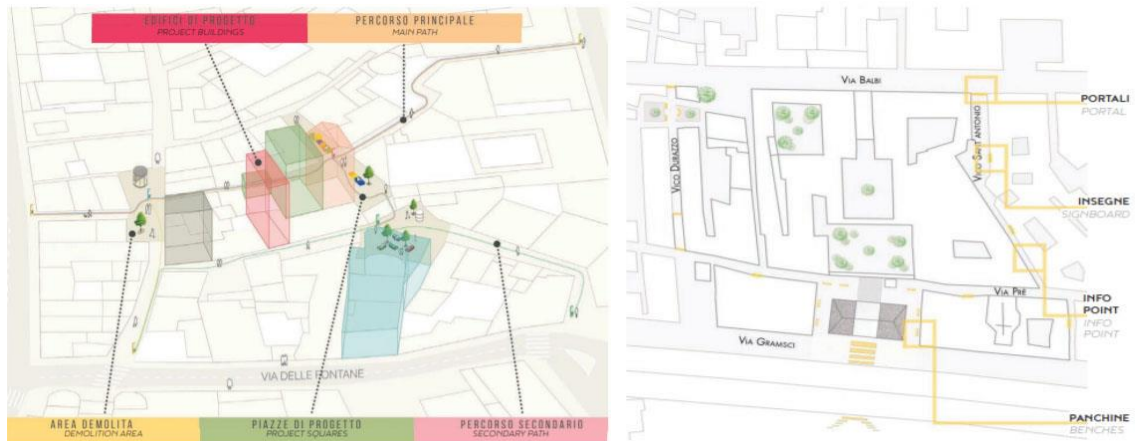 EDIFICI DI PROGETTO
PROJECT BUILDINGS
PERCORSO PRINCIPALE
MAIN PATH
VIA DELLE FONTANE
AREA DEMOLITA
DEMOLITION AREA
PIAZZE DI PROGETTO
PROJECT SQUARES
PERCORSO SECONDARIO
SECONDARY PATH
VIA BALBI
VICO DURAZZO
VICO SANT'ANTONIO
VIA PRÉ
VIA GRAMSCI
PORTALI
PORTAL
INSEGNE
SIGNBOARD
INFO
POINT
INFO
POINT
PANCHINE
BENCHES